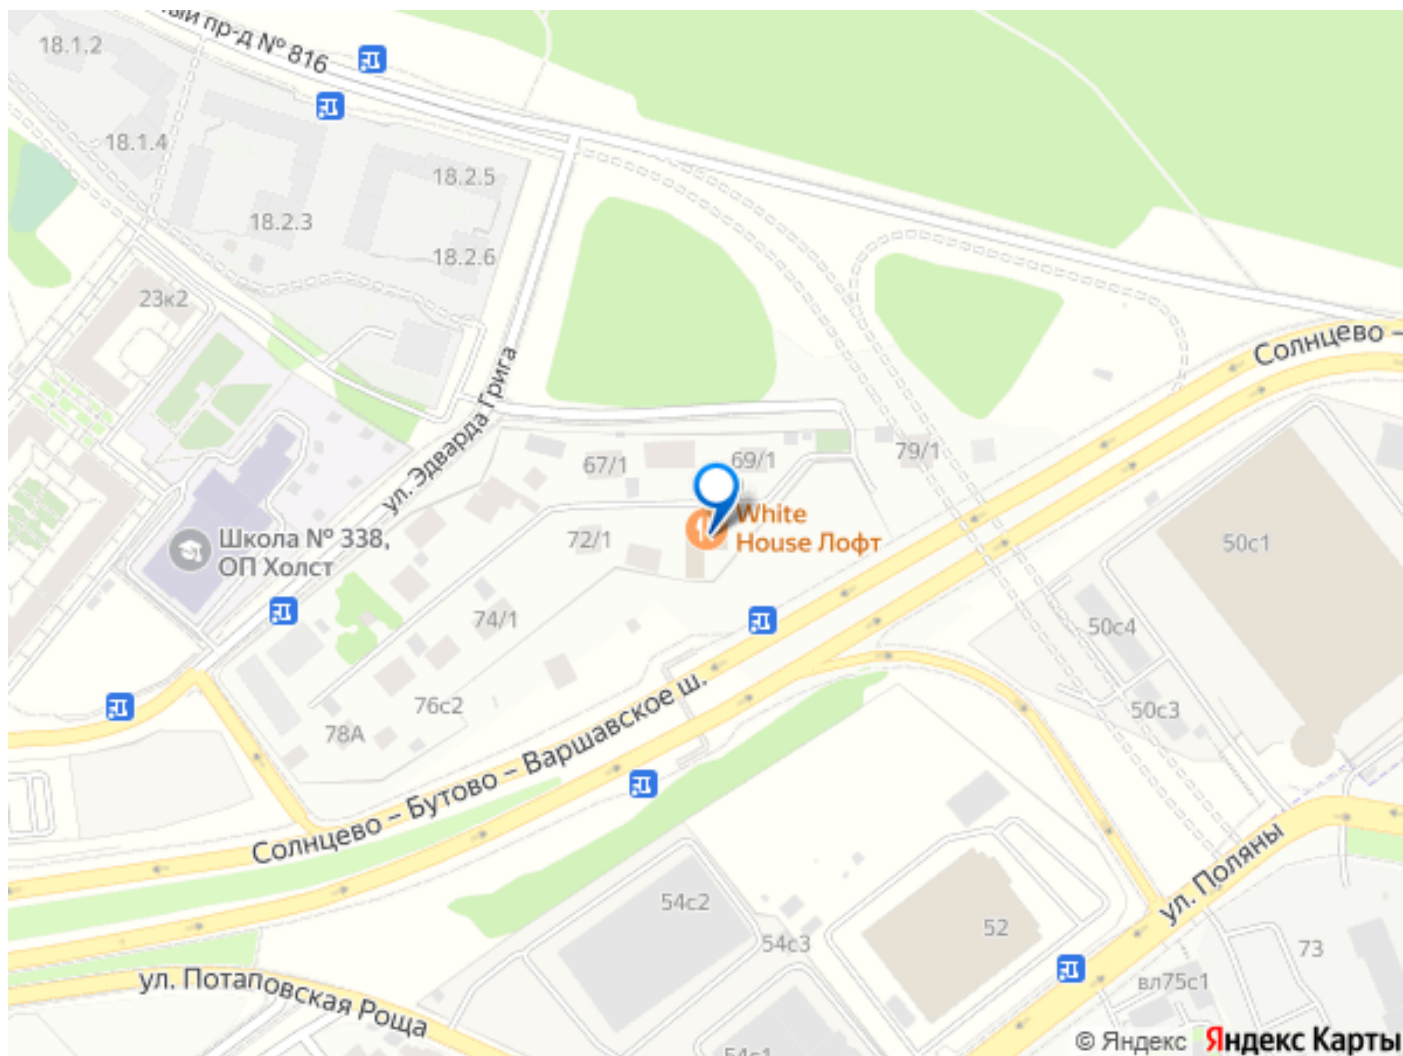 ый пр-д № 816
18.1.2
18.1.4
18.2.5
18.2.3
18.2.6
23к2
Солнцево –
ул. Эдварда Грига
67/1
69/1
79/1
White
House Лофт
Школа № 338,
ОП Холст
72/1
50с1
74/1
50с4
76с2
50с3
78А
Солнцево – Бутово – Варшавское ш.
ул. Поляны
54с2
52
54с3
73
вл75с1
ул. Потаповская Роща
54с1
© Яндекс Яндекс Карты